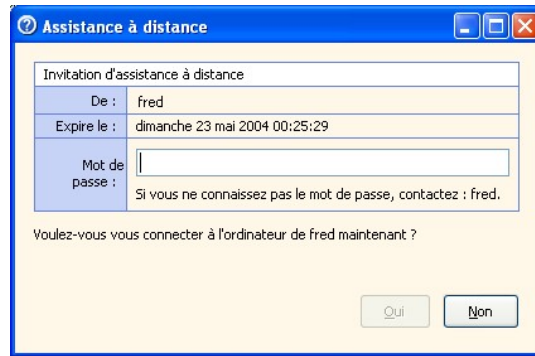 Assistance à distance
Invitation d'assistance à distance
De : fred
Expire le : dimanche 23 mai 2004 00:25:29
Mot de passe :
Si vous ne connaissez pas le mot de passe, contactez : fred.
Voulez-vous vous connecter à l'ordinateur de fred maintenant ?
Oui Non